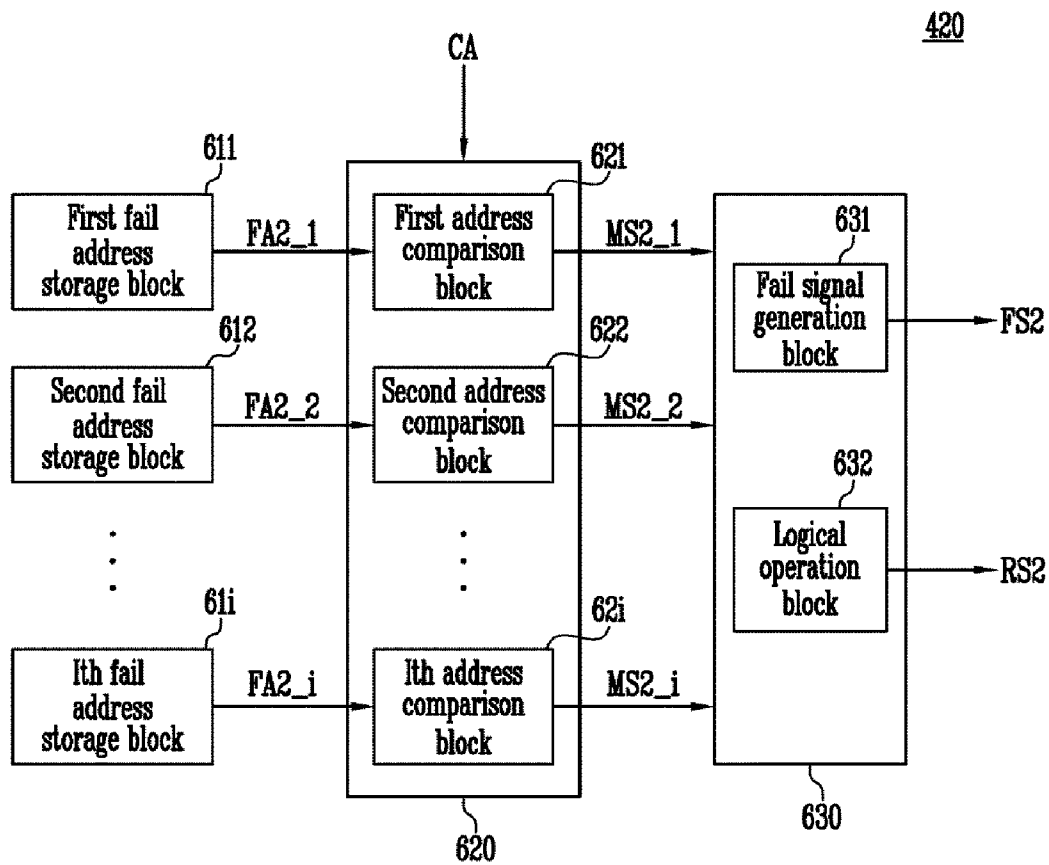 420
CA
611
621
First fail
address
storage block
FA2_1
First address
comparison
block
MS2_1
631
Fail signal
generation
block
FS2
612
622
Second fail
address
storage block
FA2_2
Second address
comparison
block
MS2_2
632
Logical
operation
block
RS2
61i
62i
Ith fail
address
storage block
FA2_i
Ith address
comparison
block
MS2_i
620
630